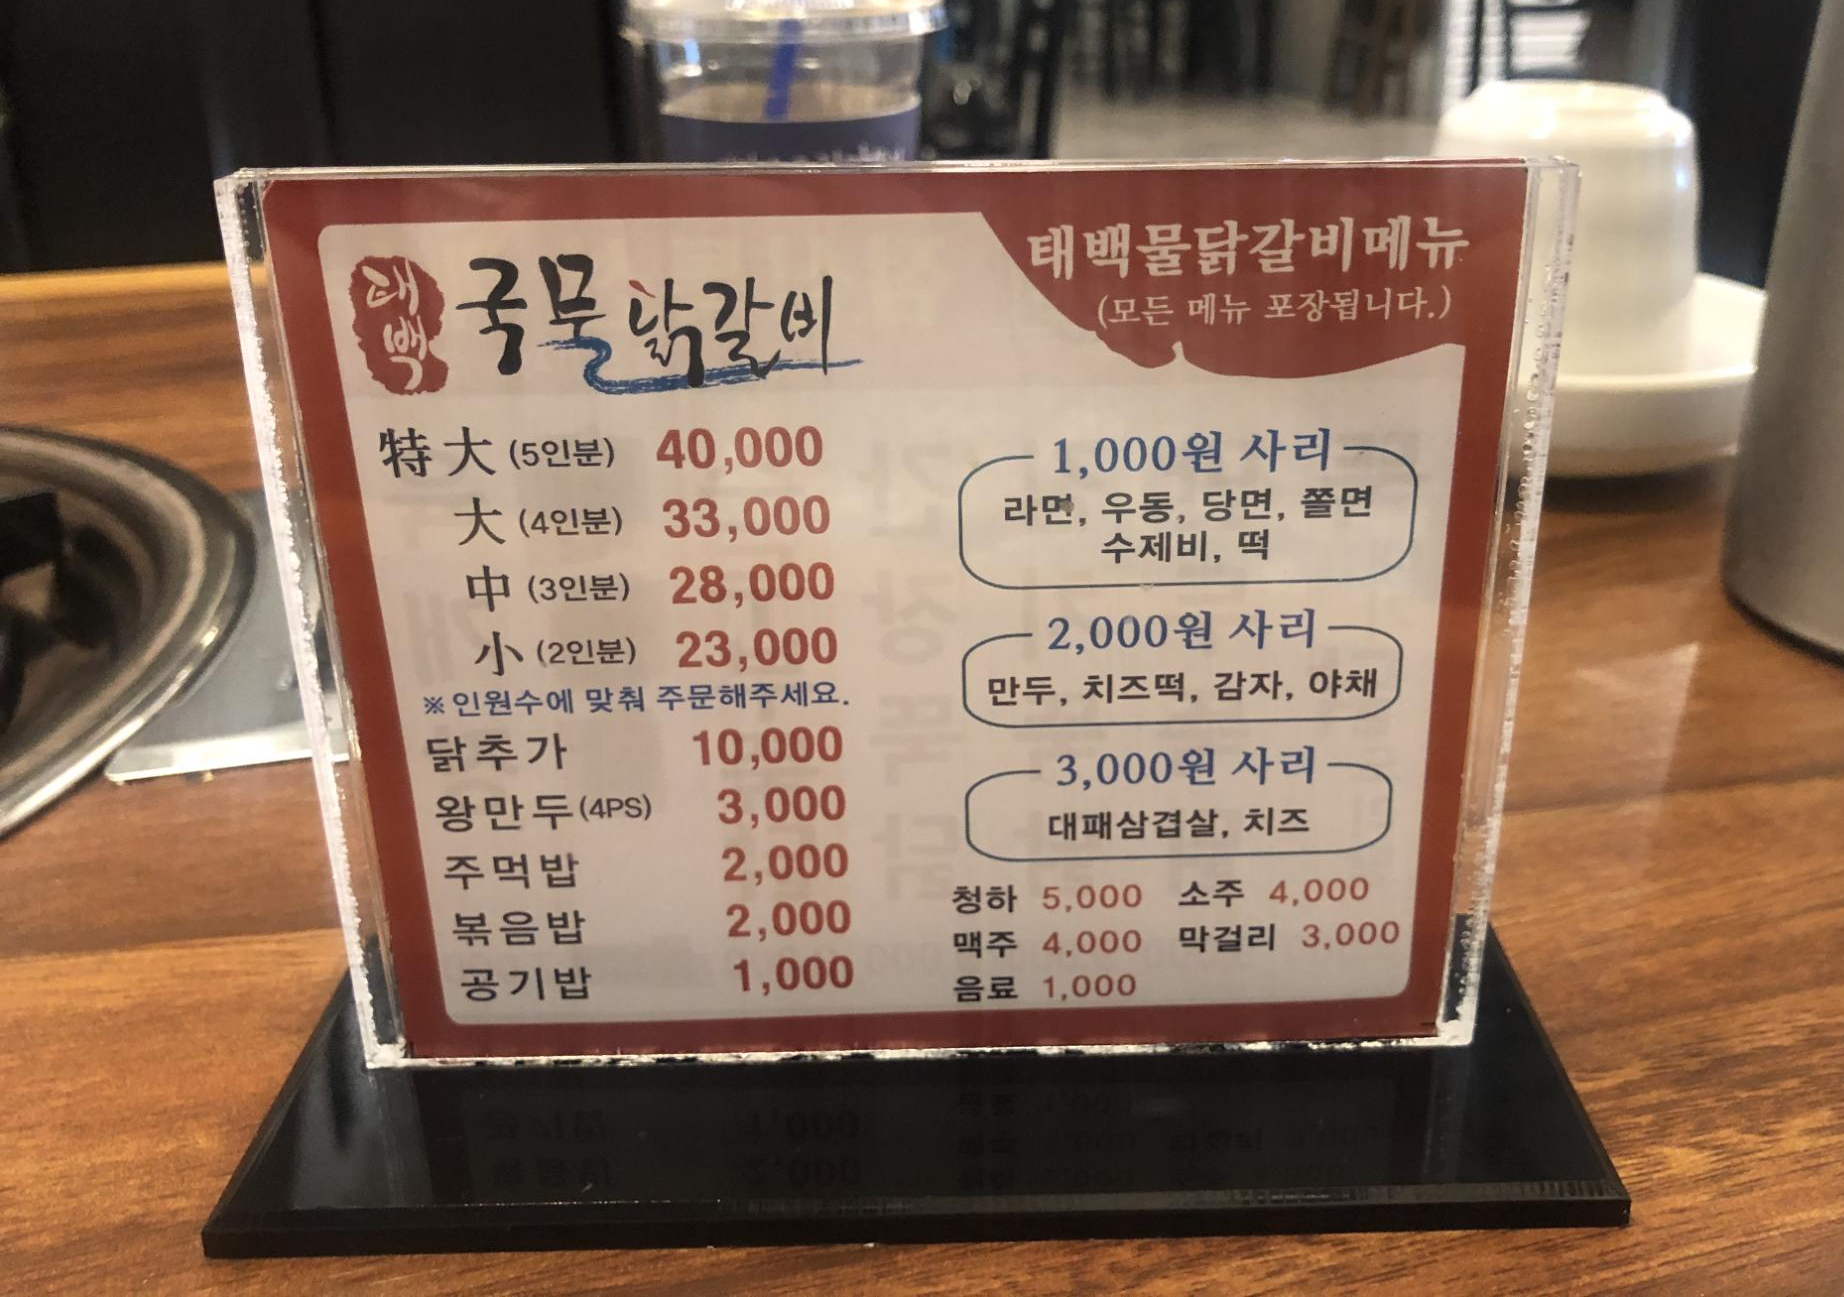 태백
국물닭갈비
태백물닭갈비메뉴
(모든 메뉴 포장됩니다.)
特大 (5인분) 40,000
大 (4인분) 33,000
中 (3인분) 28,000
小 (2인분) 23,000
※인원수에 맞춰 주문해주세요.
닭추가 10,000
왕만두(4PS) 3,000
주먹밥 2,000
볶음밥 2,000
공기밥 1,000
1,000원 사리
라면, 우동, 당면, 쫄면
수제비, 떡
2,000원 사리
만두, 치즈떡, 감자, 야채
3,000원 사리
대패삼겹살, 치즈
청하 5,000 소주 4,000
맥주 4,000 막걸리 3,000
음료 1,000